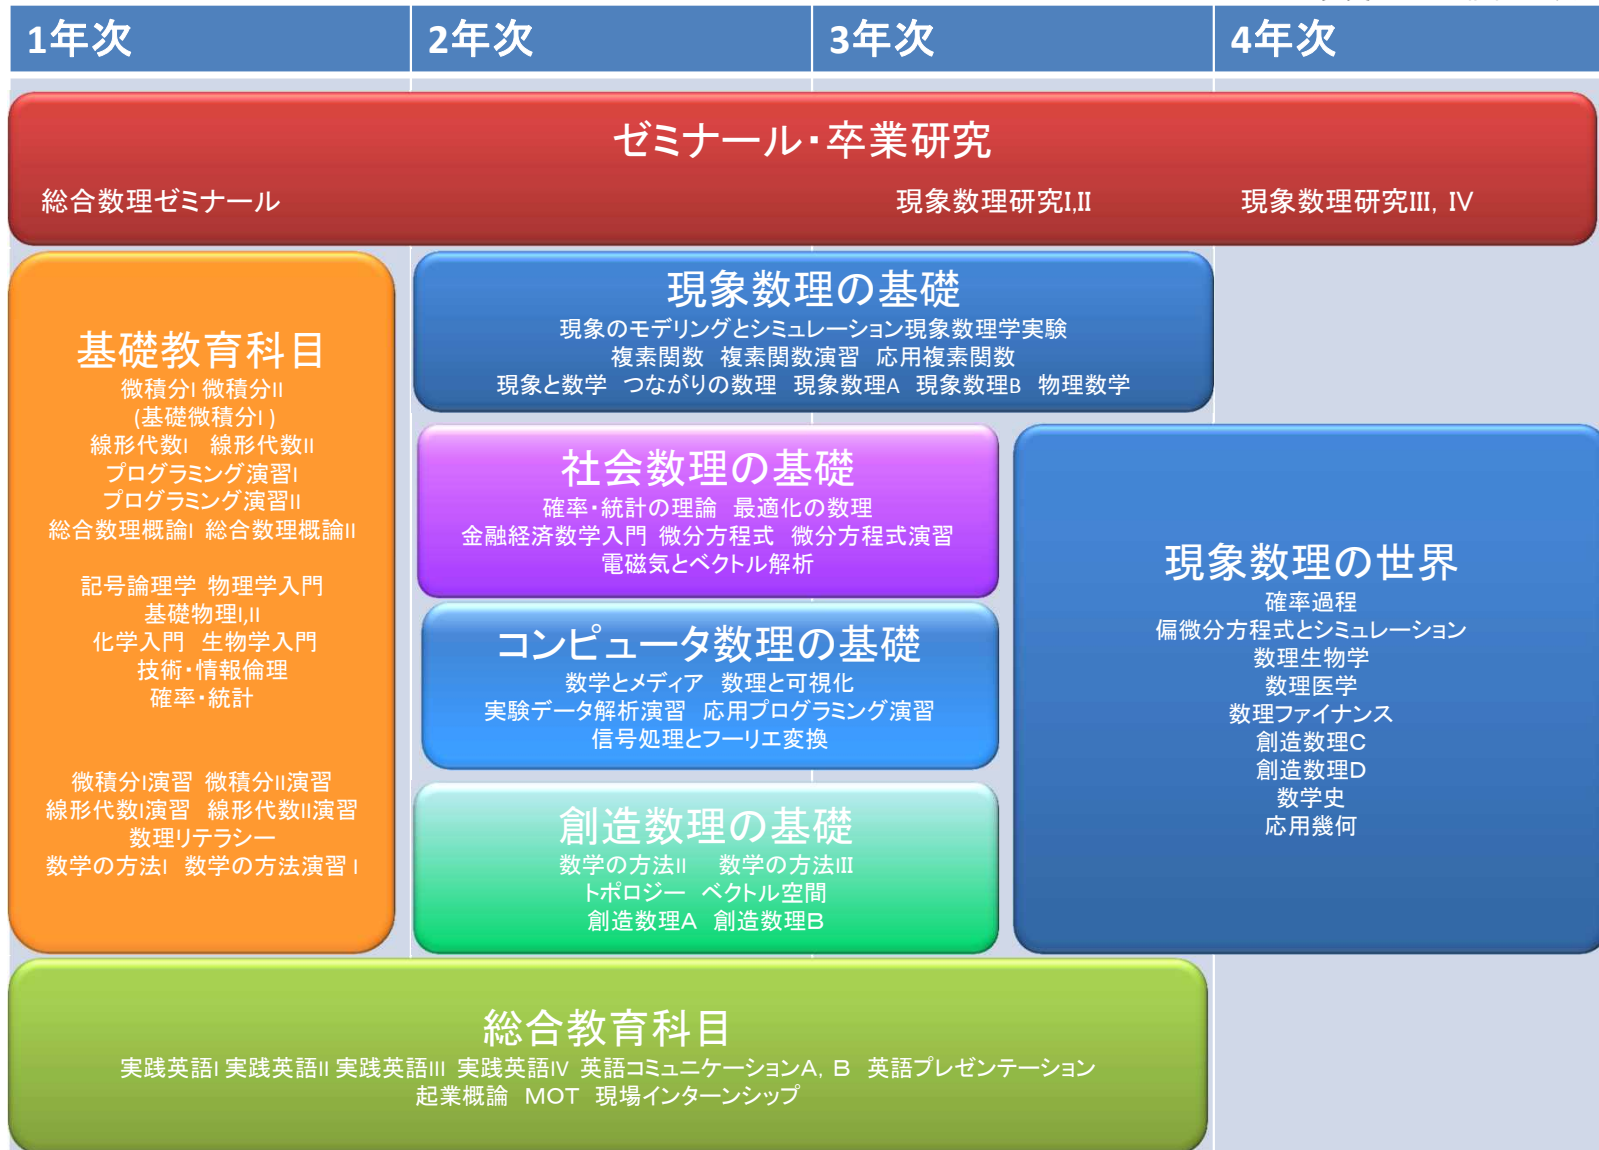 1年次 2年次 3年次 4年次
ゼミナール・卒業研究
総合数理ゼミナール 現象数理研究I,II 現象数理研究III, IV
基礎教育科目
微積分I 微積分II
(基礎微積分I )
線形代数I 線形代数II
プログラミング演習I
プログラミング演習II
総合数理概論I 総合数理概論II
記号論理学 物理学入門
基礎物理I,II
化学入門 生物学入門
技術・情報倫理
確率・統計
微積分I演習 微積分II演習
線形代数I演習 線形代数II演習
数理リテラシー
数学の方法I 数学の方法演習 I
現象数理の基礎
現象のモデリングとシミュレーション現象数理学実験
複素関数 複素関数演習 応用複素関数
現象と数学 つながりの数理 現象数理A 現象数理B 物理数学
社会数理の基礎
確率・統計の理論 最適化の数理
金融経済数学入門 微分方程式 微分方程式演習
電磁気とベクトル解析
コンピュータ数理の基礎
数学とメディア 数理と可視化
実験データ解析演習 応用プログラミング演習
信号処理とフーリエ変換
創造数理の基礎
数学の方法II 数学の方法III
トポロジー ベクトル空間
創造数理A 創造数理B
現象数理の世界
確率過程
偏微分方程式とシミュレーション
数理生物学
数理医学
数理ファイナンス
創造数理C
創造数理D
数学史
応用幾何
総合教育科目
実践英語I 実践英語II 実践英語III 実践英語IV 英語コミュニケーションA, B 英語プレゼンテーション
起業概論 MOT 現場インターンシップ